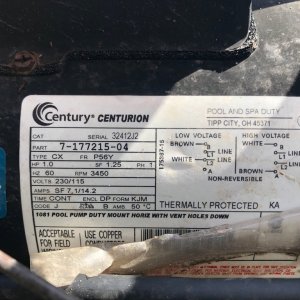 Century CENTURION
POOL AND SPA DUTY
TIPP CITY, OH 45371
CAT SERIAL 32412J2
PART 7-177215-04
TYPE CX FR P56Y
HP 1.0 SF 1.25 PH 1
HZ 60 RPM 3450
VOLTS 230/115
AMPS SF 7.1/14.2
TIME CONT ENCL DP FORM KJM
CODE J INS B AMB 50 °C
1081 POOL PUMP DUTY MOUNT HORIZ WITH VENT HOLES DOWN
LOW VOLTAGE HIGH VOLTAGE
LINE
LINE
L1
L2
LINE
LINE
NON-REVERSIBLE
THERMALLY PROTECTED KA
ACCEPTABLE USE COPPER
FOR FIELD CONDUCTORS